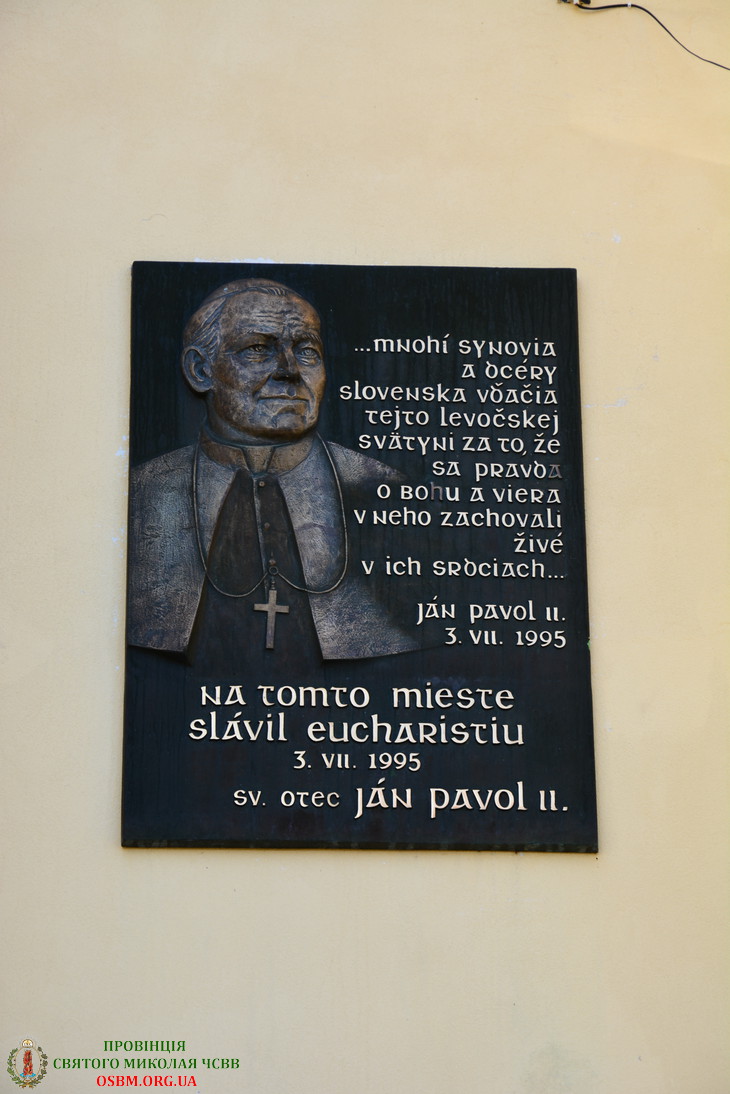 ...mnohí synovia
a dcéry
slovenska vďačia
tejto levočskej
svätyni za to, že
sa pravda
o bohu a viera
v neho zachovali
živé
v ich srdciach...
ján pavol II.
3. VII. 1995
na tomto mieste
slávil eucharistiu
3. VII. 1995
sv. otec ján pavol II.
ПРОВІНЦІЯ
СВЯТОГО МИКОЛАЯ ЧСВВ
OSBM.ORG.UA